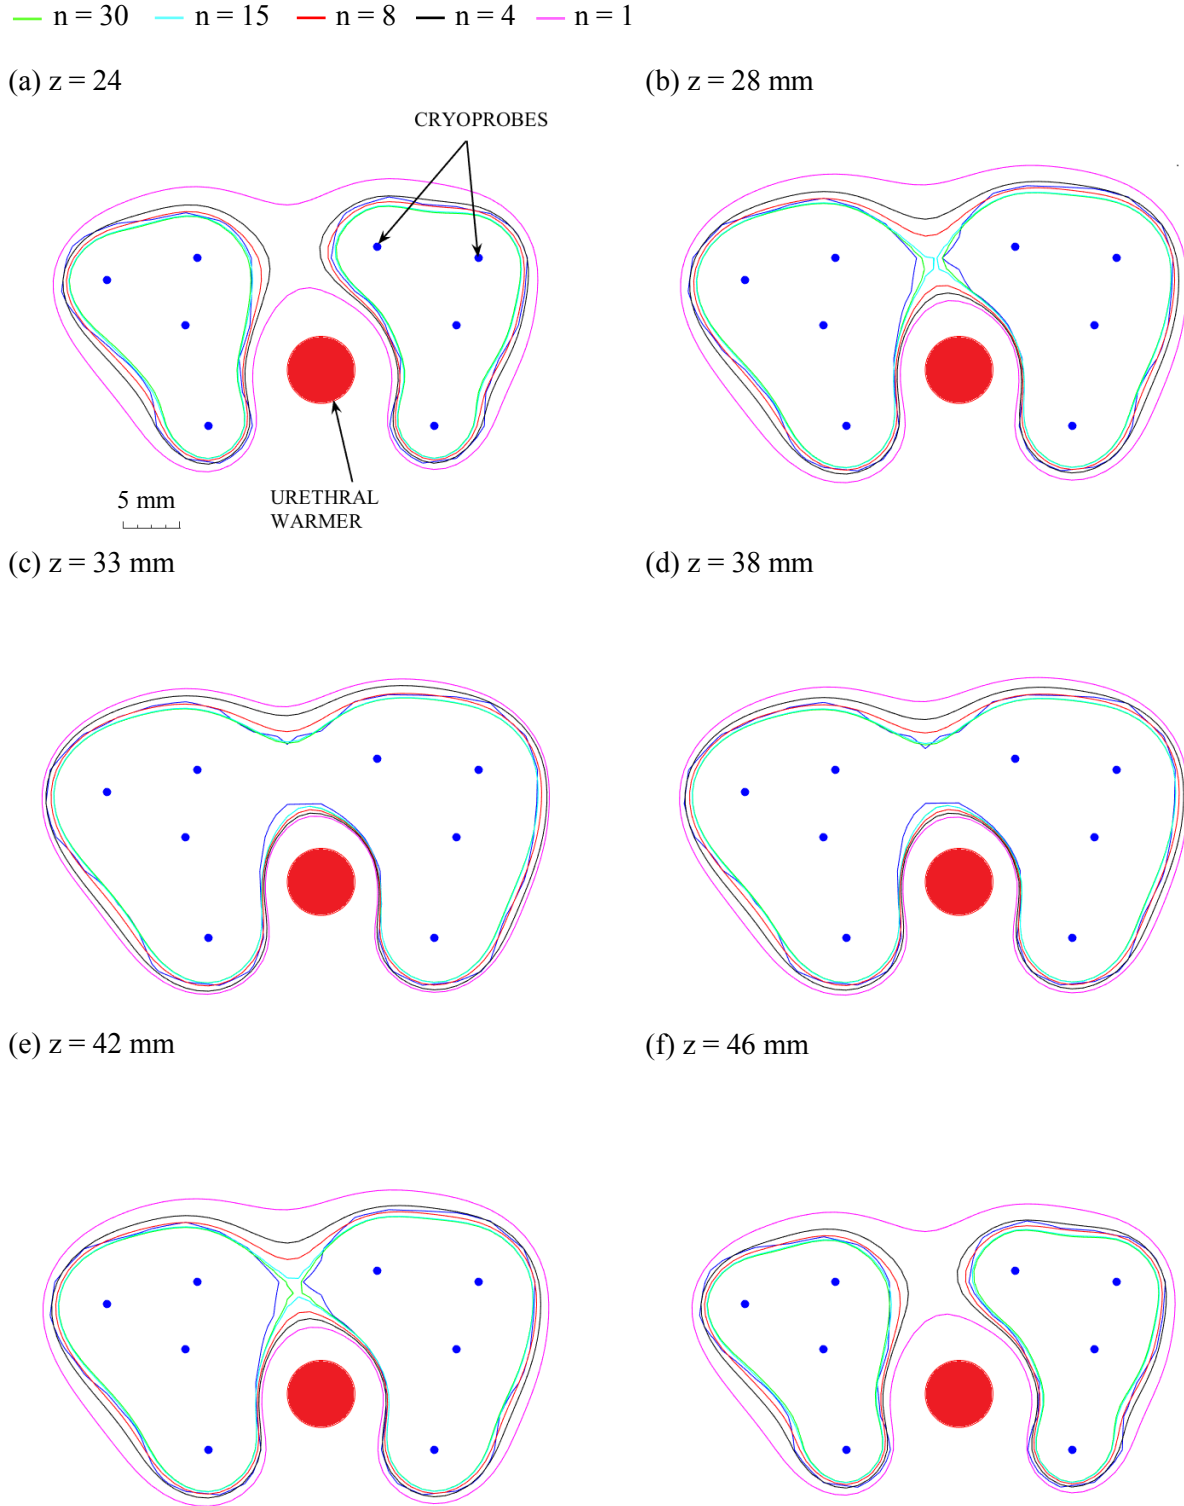 n = 30 n = 15 n = 8 n = 4 n = 1
(a) z = 24
(b) z = 28 mm
CRYOPROBES
5 mm
URETHRAL
WARMER
(c) z = 33 mm
(d) z = 38 mm
(e) z = 42 mm
(f) z = 46 mm